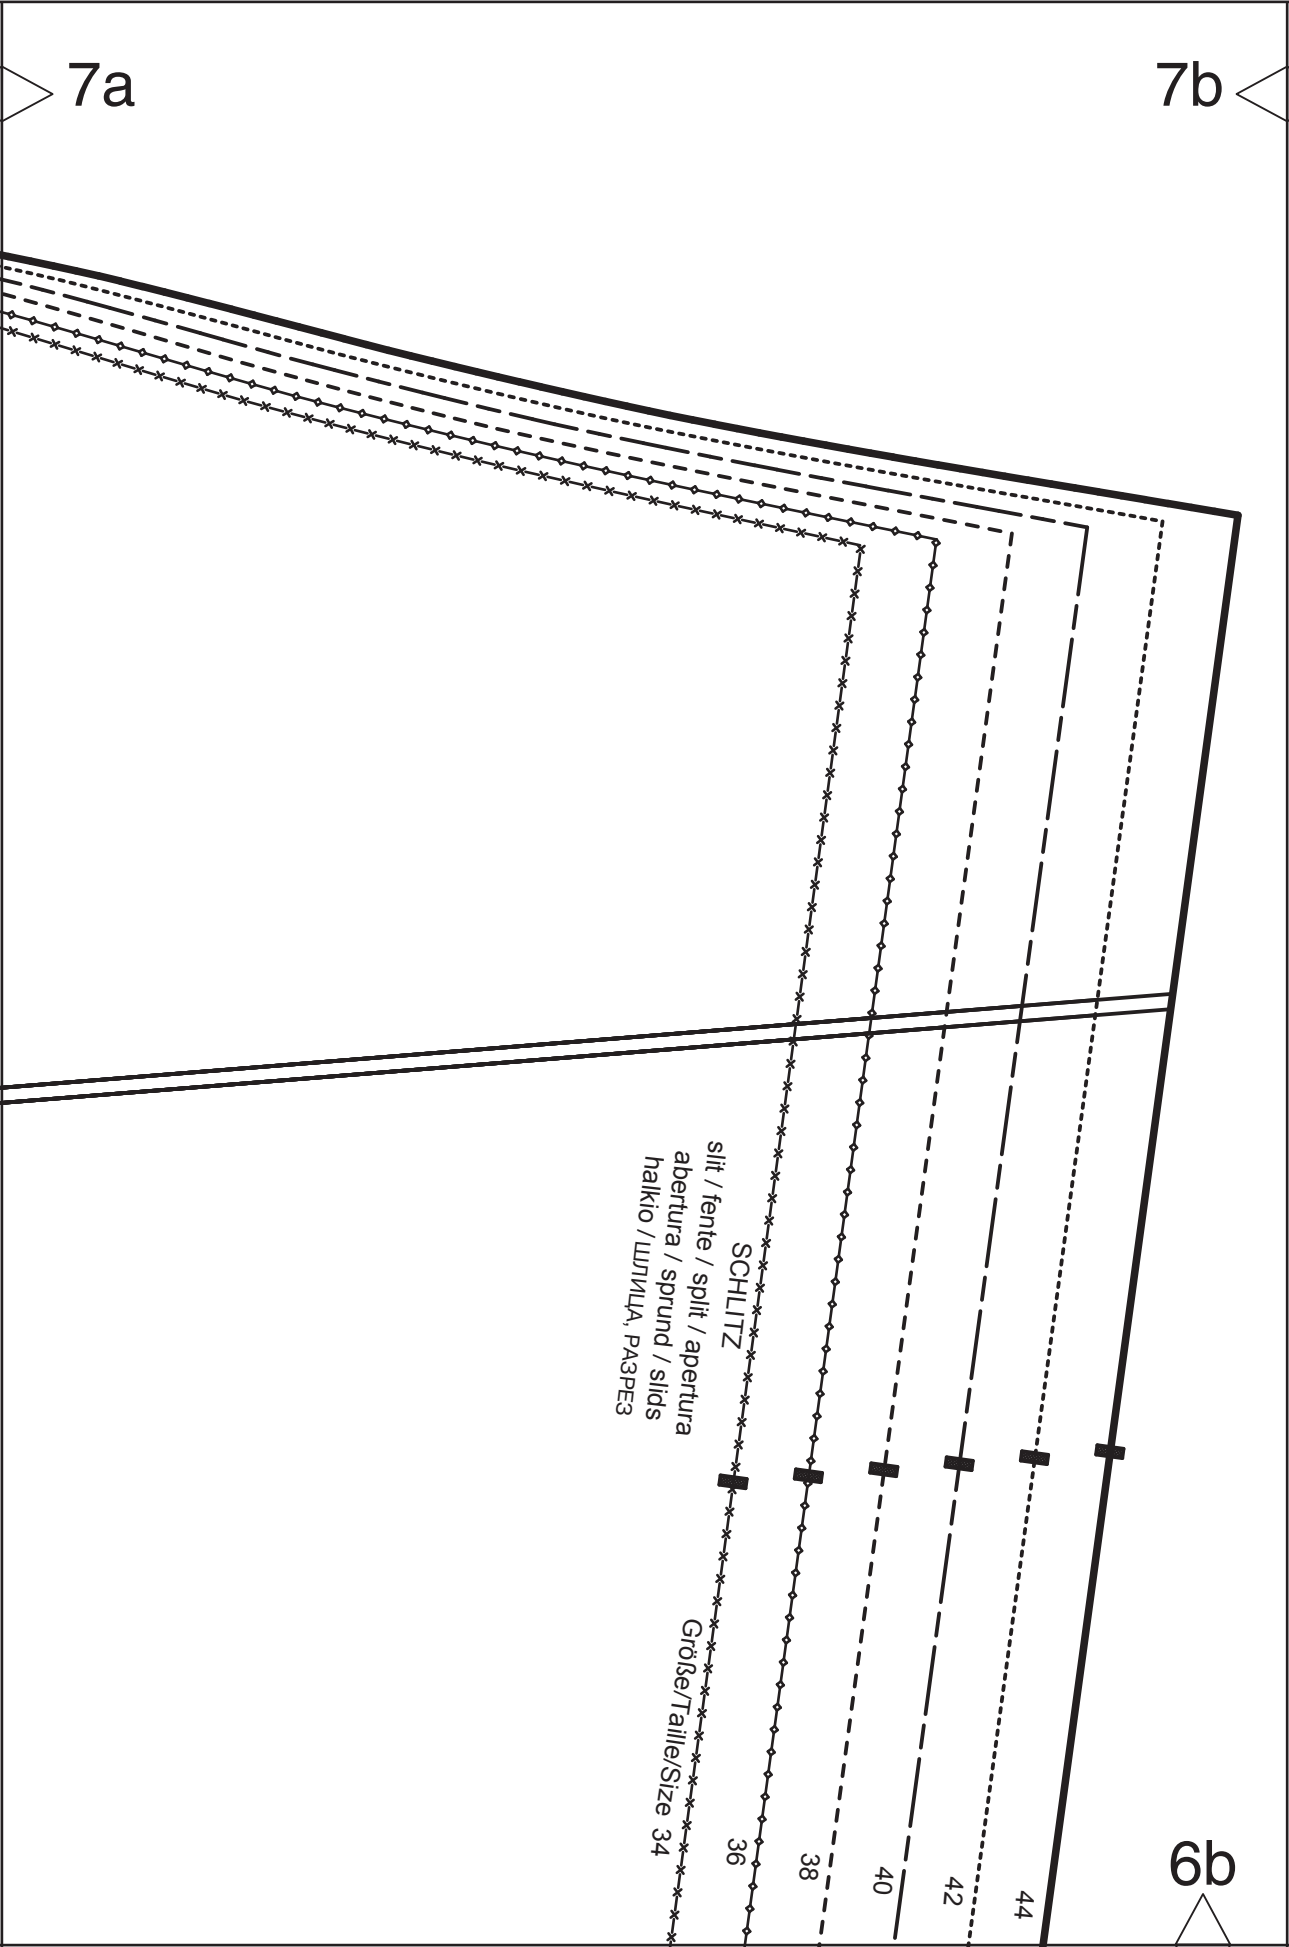 7a
7b
SCHLITZ
slit / fente / split / apertura
abertura / sprund / slids
halkio / ШЛИЦА, РАЗРЕЗ
Größe/Taille/Size 34
36
38
40
42
44
6b